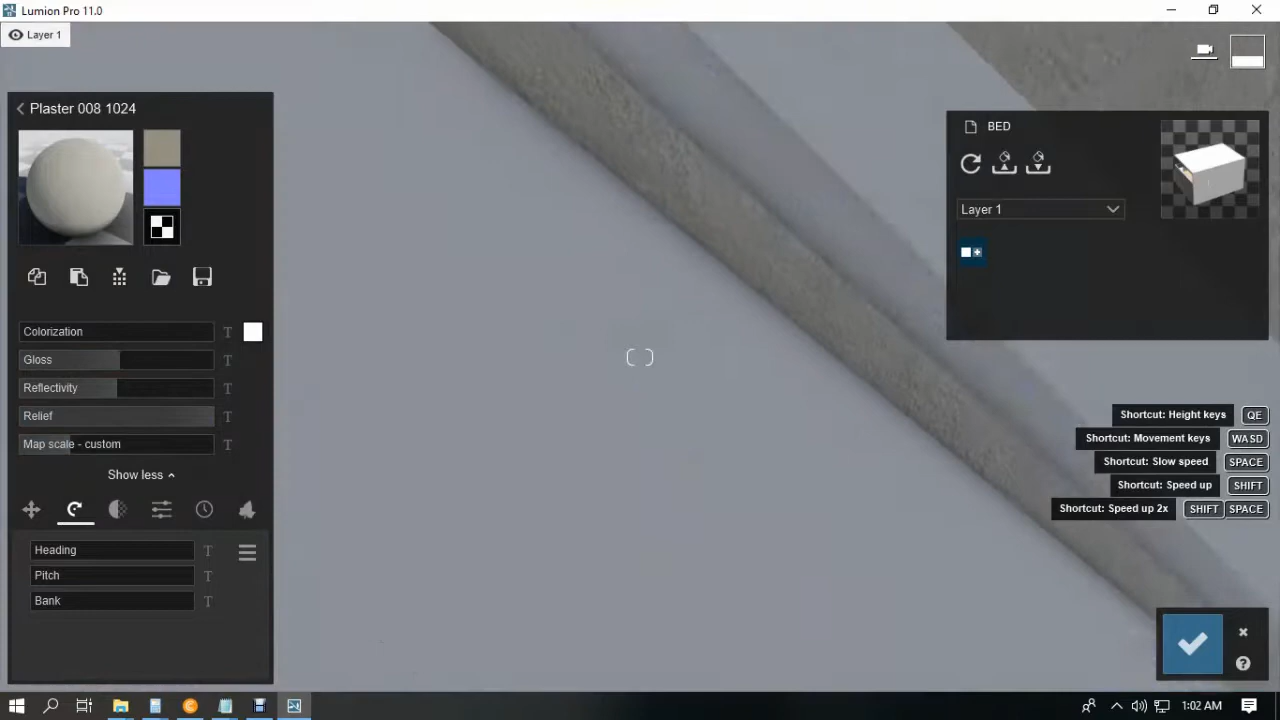 Lumion Pro 11.0
Layer 1
Plaster 008 1024
BED
Layer 1
Colorization T
Gloss T
Reflectivity T
Relief T
Map scale - custom T
Show less
Heading T
Pitch T
Bank T
Shortcut: Height keys QE
Shortcut: Movement keys WASD
Shortcut: Slow speed SPACE
Shortcut: Speed up SHIFT
Shortcut: Speed up 2x SHIFT SPACE
?
1:02 AM